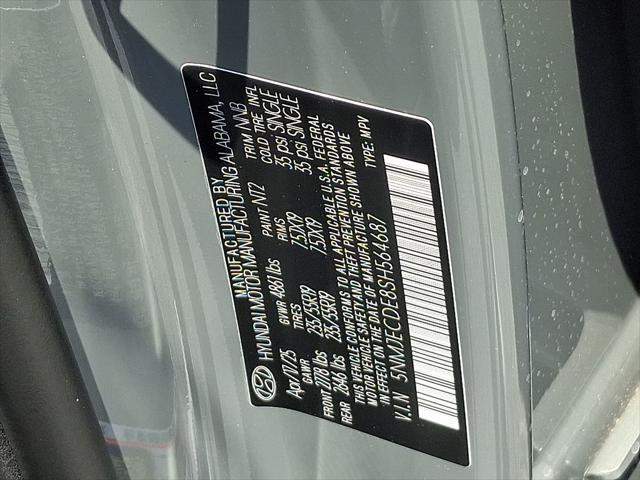 MANUFACTURED BY
HYUNDAI MOTOR MANUFACTURING ALABAMA, LLC
Apr/17/25 GVWR 4861 lbs PAINT NT2 TRIM NNB
GAWR TIRES RIMS COLD TIRE INFL
FRONT 2778 lbs 235/55R19 7.5JX19 35 psi SINGLE
REAR 2646 lbs 235/55R19 7.5JX19 35 psi SINGLE
THIS VEHICLE CONFORMS TO ALL APPLICABLE U.S.A. FEDERAL
MOTOR VEHICLE SAFETY AND THEFT PREVENTION STANDARDS
IN EFFECT ON THE DATE OF MANUFACTURE SHOWN ABOVE
V.I.N 5NMJECDE8SH564687 TYPE: MPV